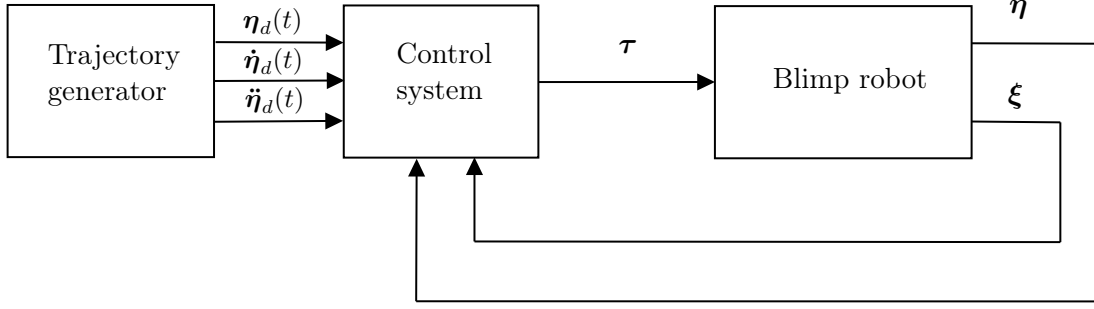 Trajectory
generator
𝜼_d(t)
𝜼̇_d(t)
𝜼̈_d(t)
Control
system
𝝉
Blimp robot
𝜼
𝝃